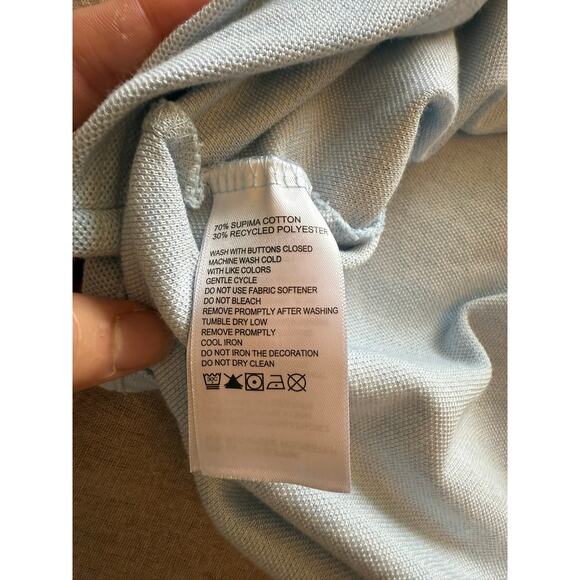 70% SUPIMA COTTON
30% RECYCLED POLYESTER
WASH WITH BUTTONS CLOSED
MACHINE WASH COLD
WITH LIKE COLORS
GENTLE CYCLE
DO NOT USE FABRIC SOFTENER
DO NOT BLEACH
REMOVE PROMPTLY AFTER WASHING
TUMBLE DRY LOW
REMOVE PROMPTLY
COOL IRON
DO NOT IRON THE DECORATION
DO NOT DRY CLEAN